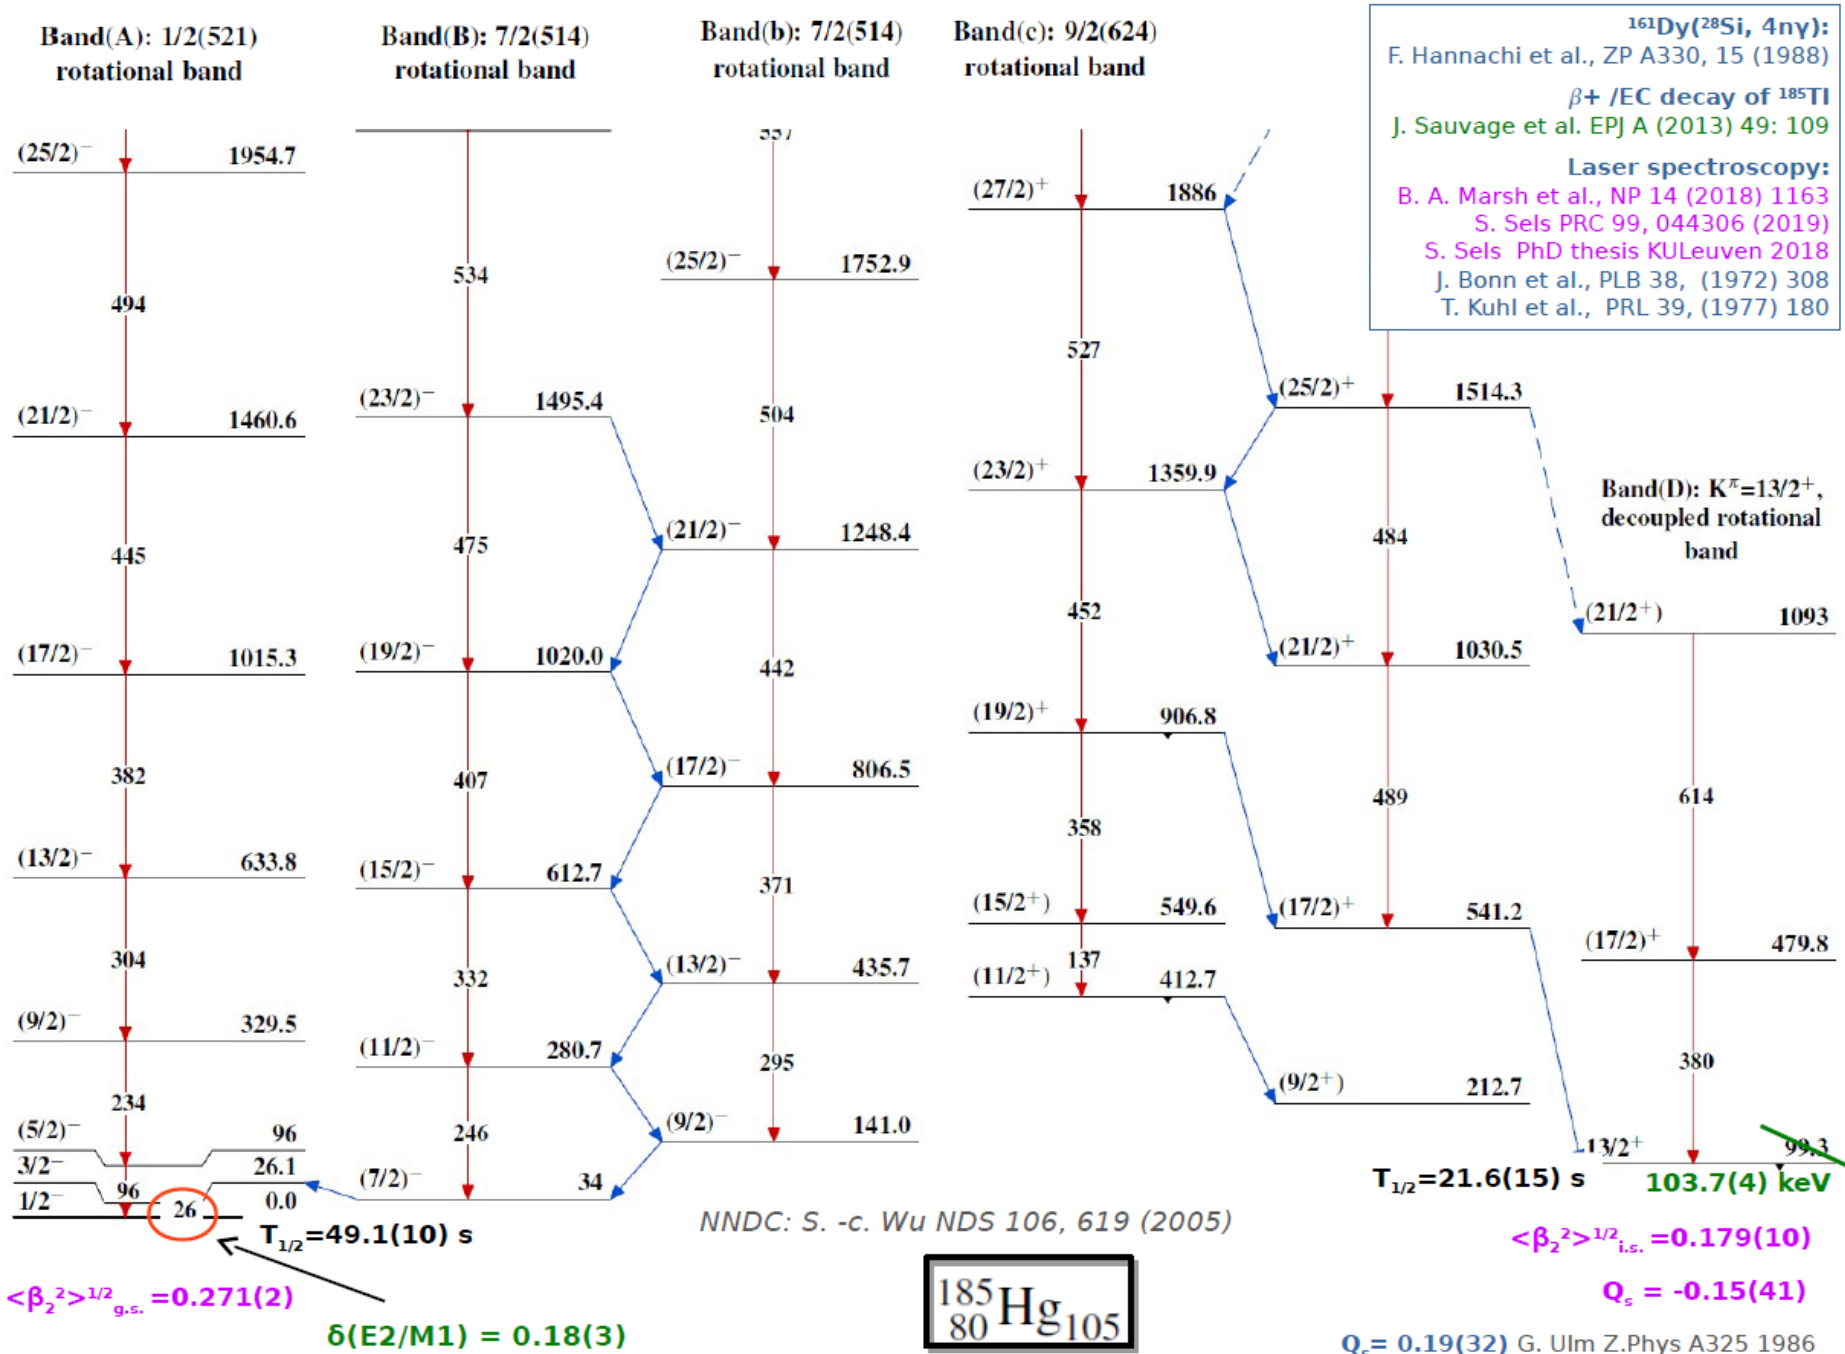 Band(A): 1/2(521)
rotational band
Band(B): 7/2(514)
rotational band
Band(b): 7/2(514)
rotational band
Band(c): 9/2(624)
rotational band
¹⁶¹Dy(²⁸Si, 4nγ):
F. Hannachi et al., ZP A330, 15 (1988)
β+ /EC decay of ¹⁸⁵Tl
J. Sauvage et al. EPJ A (2013) 49: 109
Laser spectroscopy:
B. A. Marsh et al., NP 14 (2018) 1163
S. Sels PRC 99, 044306 (2019)
S. Sels PhD thesis KULeuven 2018
J. Bonn et al., PLB 38, (1972) 308
T. Kuhl et al., PRL 39, (1977) 180
(25/2)⁻ 1954.7
494
(21/2)⁻ 1460.6
445
(17/2)⁻ 1015.3
382
(13/2)⁻ 633.8
304
(9/2)⁻ 329.5
234
(5/2)⁻ 96
3/2⁻ 26.1
96
1/2⁻ 0.0
26
T₁/₂=49.1(10) s
<β₂²>¹/²g.s. =0.271(2)
δ(E2/M1) = 0.18(3)
534
(23/2)⁻ 1495.4
475
(19/2)⁻ 1020.0
407
(15/2)⁻ 612.7
332
(11/2)⁻ 280.7
246
(7/2)⁻ 34
557
(25/2)⁻ 1752.9
504
(21/2)⁻ 1248.4
442
(17/2)⁻ 806.5
371
(13/2)⁻ 435.7
295
(9/2)⁻ 141.0
NNDC: S. -c. Wu NDS 106, 619 (2005)
¹⁸⁵₈₀Hg₁₀₅
(27/2)⁺ 1886
527
(23/2)⁺ 1359.9
452
(19/2)⁺ 906.8
358
(15/2⁺) 549.6
137
(11/2⁺) 412.7
(25/2)⁺ 1514.3
484
(21/2)⁺ 1030.5
489
(17/2)⁺ 541.2
(9/2⁺) 212.7
Band(D): Kπ=13/2⁺,
decoupled rotational
band
(21/2⁺) 1093
614
(17/2)⁺ 479.8
380
13/2⁺ 99.3
T₁/₂=21.6(15) s
103.7(4) keV
<β₂²>¹/²i.s. =0.179(10)
Qs = -0.15(41)
Qs= 0.19(32) G. Ulm Z.Phys A325 1986